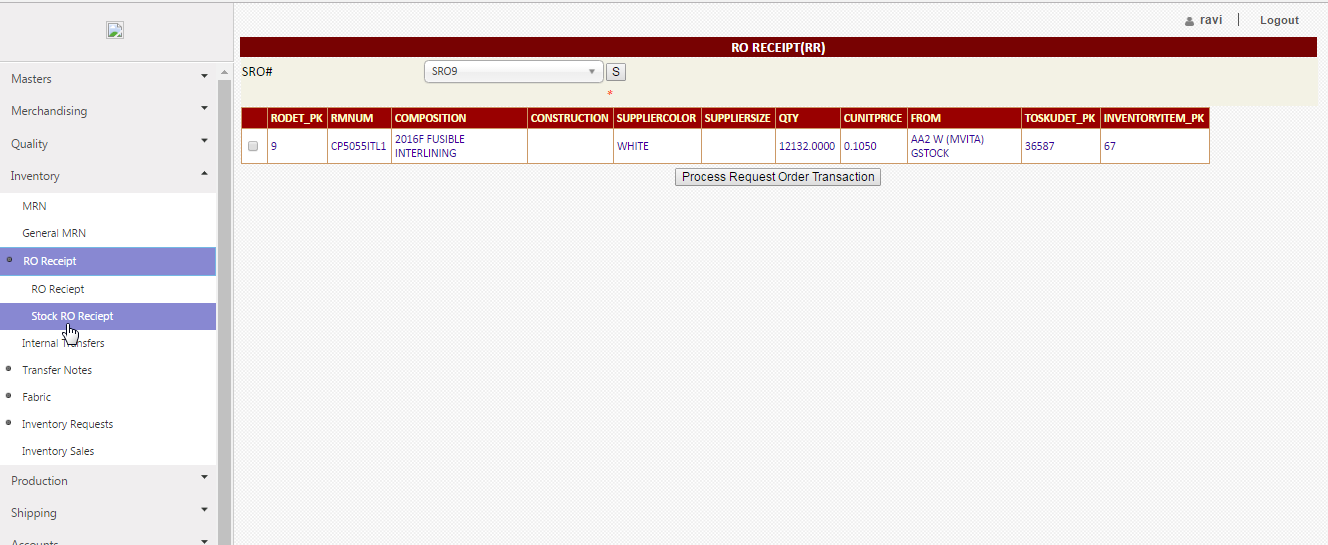 ravi
Logout
Masters
Merchandising
Quality
Inventory
MRN
General MRN
RO Receipt
RO Reciept
Stock RO Reciept
Internal Transfers
Transfer Notes
Fabric
Inventory Requests
Inventory Sales
Production
Shipping
Accounts
RO RECEIPT(RR)
SRO# SRO9 S
*
RODET_PK RMNUM COMPOSITION CONSTRUCTION SUPPLIERCOLOR SUPPLIERSIZE QTY CUNITPRICE FROM TOSKUDET_PK INVENTORYITEM_PK
9 CP5055ITL1 2016F FUSIBLE INTERLINING WHITE 12132.0000 0.1050 AA2 W (MVITA) GSTOCK 36587 67
Process Request Order Transaction